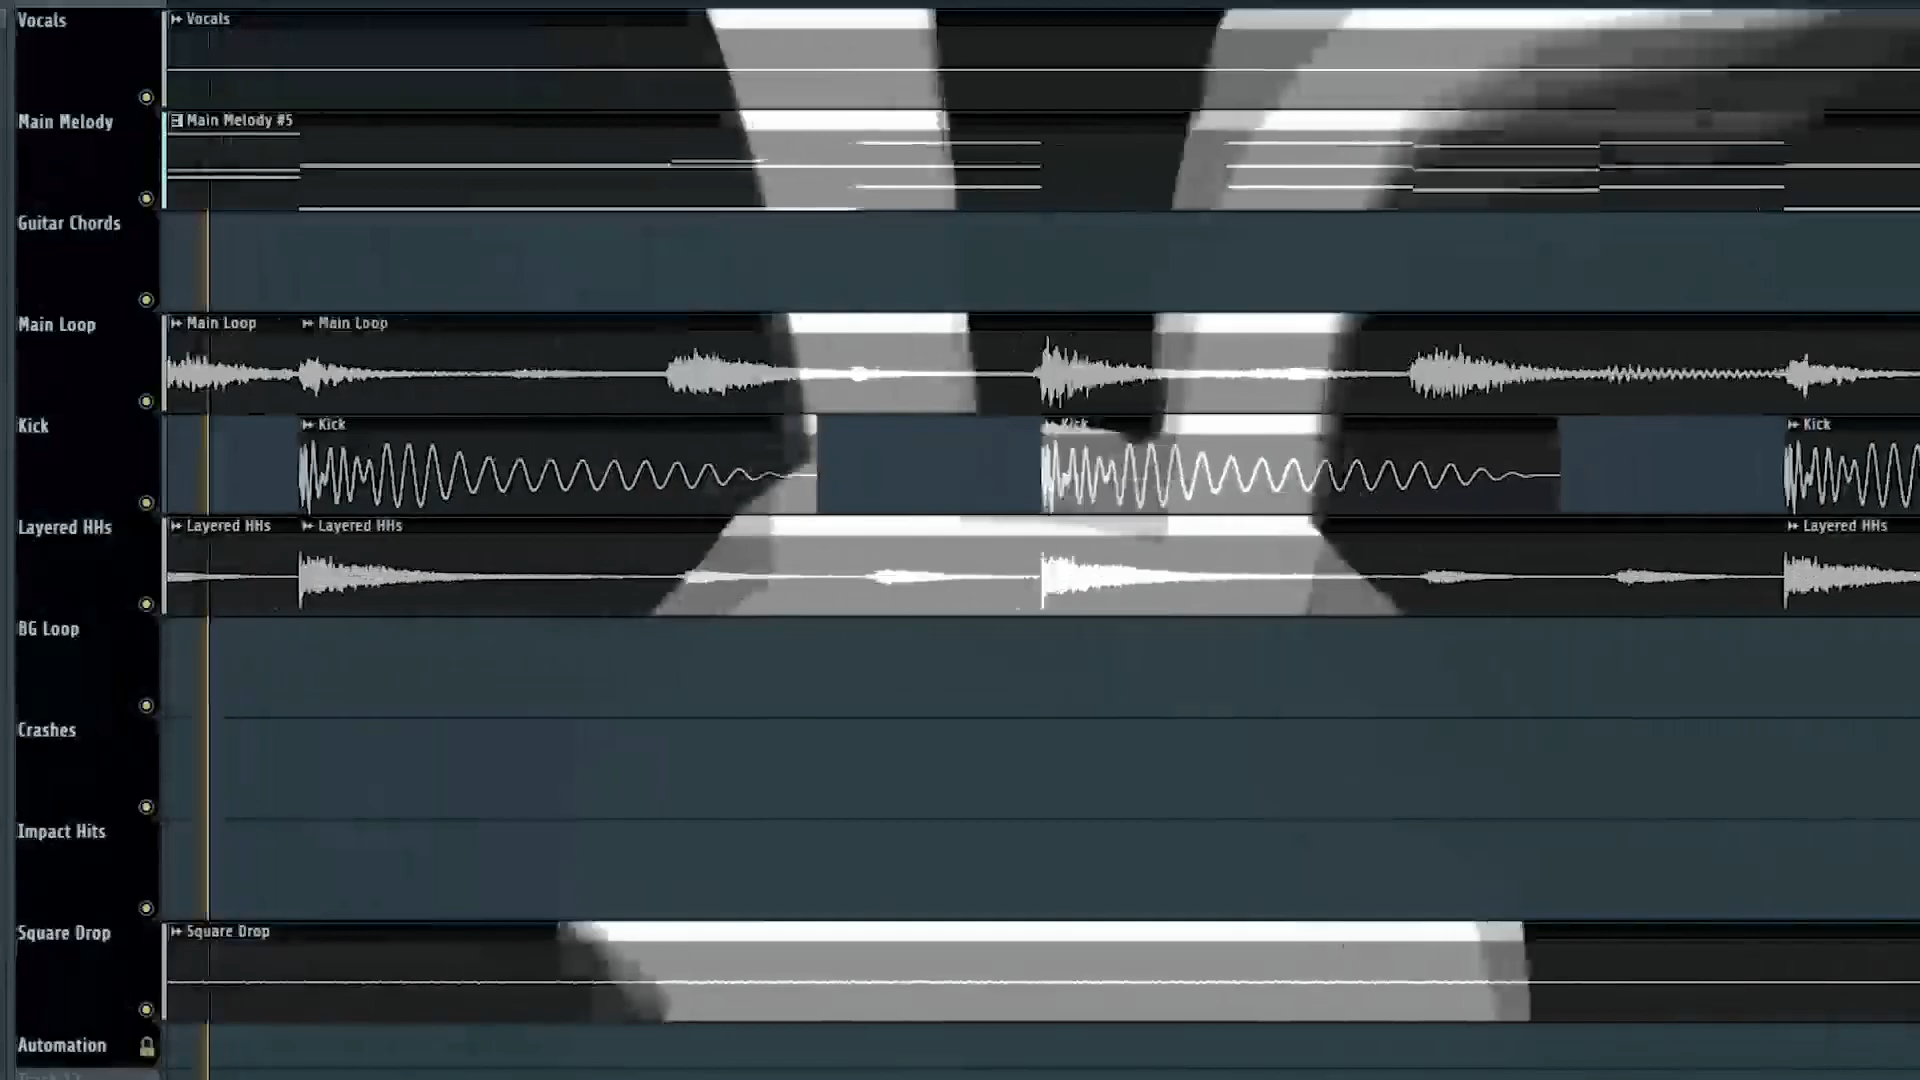 Vocals
Vocals
Main Melody
Main Melody #5
Guitar Chords
Main Loop
Main Loop
Main Loop
Kick
Kick
Kick
Kick
Layered HHs
Layered HHs
Layered HHs
Layered HHs
BG Loop
Crashes
Impact Hits
Square Drop
Square Drop
Automation